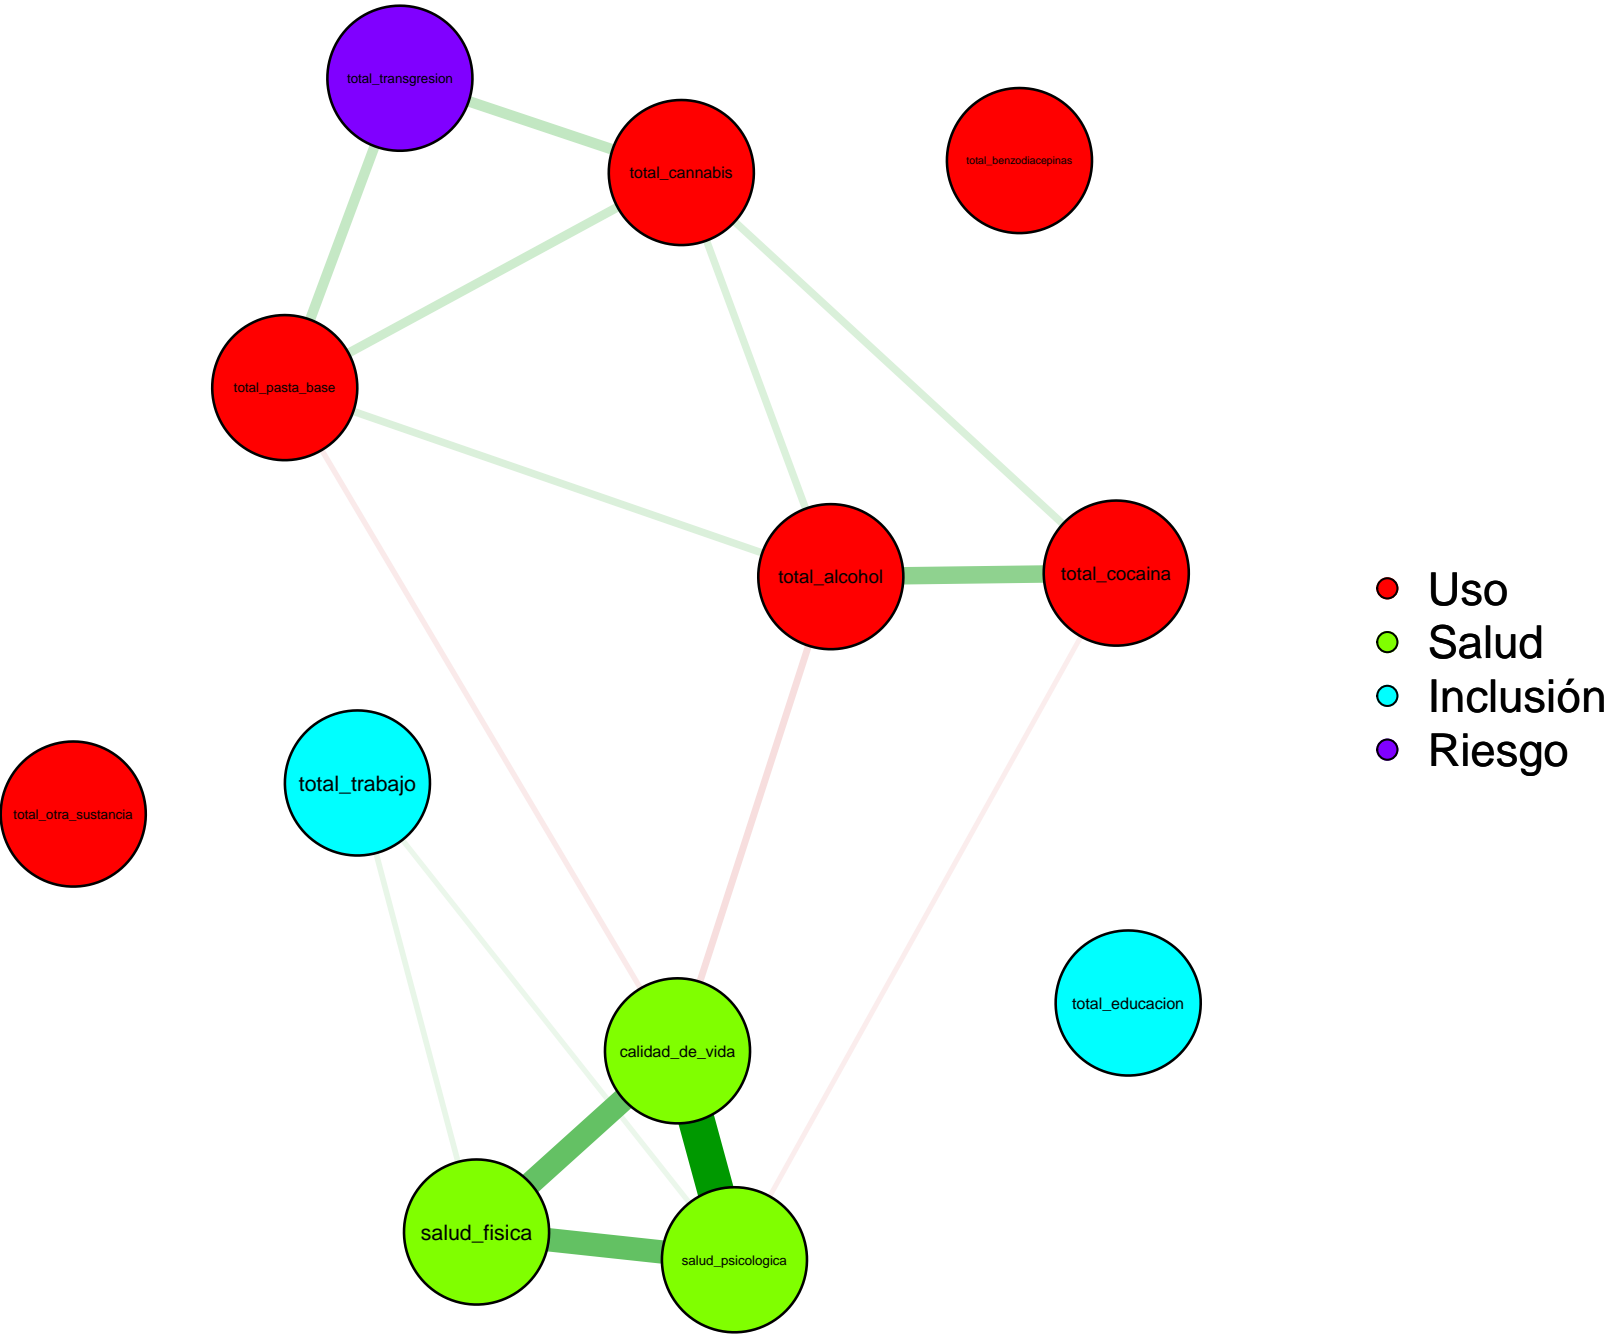 total_transgresion
total_cannabis
total_benzodiacepinas
total_pasta_base
total_alcohol
total_cocaina
Uso
Salud
Inclusión
Riesgo
total_trabajo
total_otra_sustancia
total_educacion
calidad_de_vida
salud_fisica
salud_psicologica